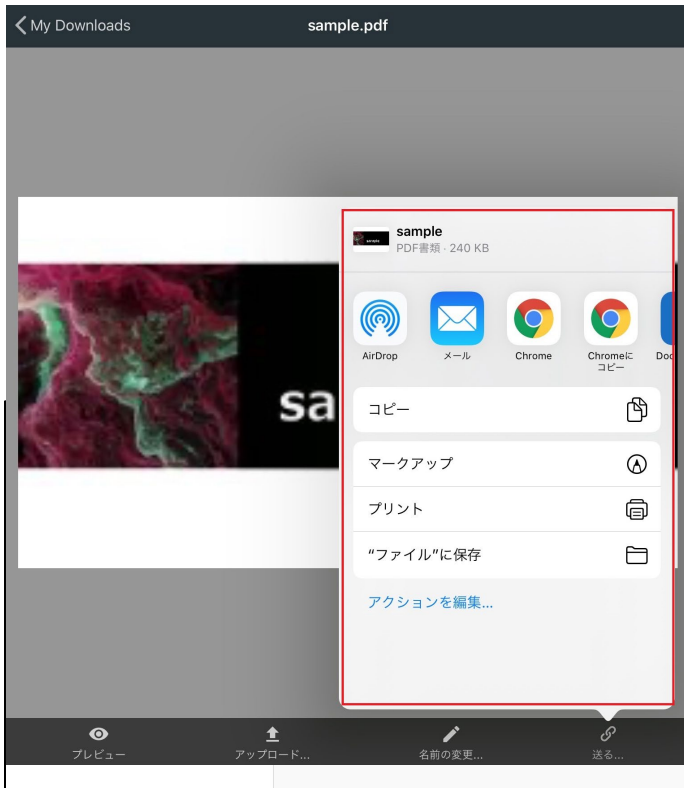 My Downloads
sample.pdf
sample
PDF書類 · 240 KB
AirDrop
メール
Chrome
Chromeに
コピー
Doc
sa
コピー
マークアップ
プリント
“ファイル”に保存
アクションを編集...
プレビュー
アップロード...
名前の変更...
送る...